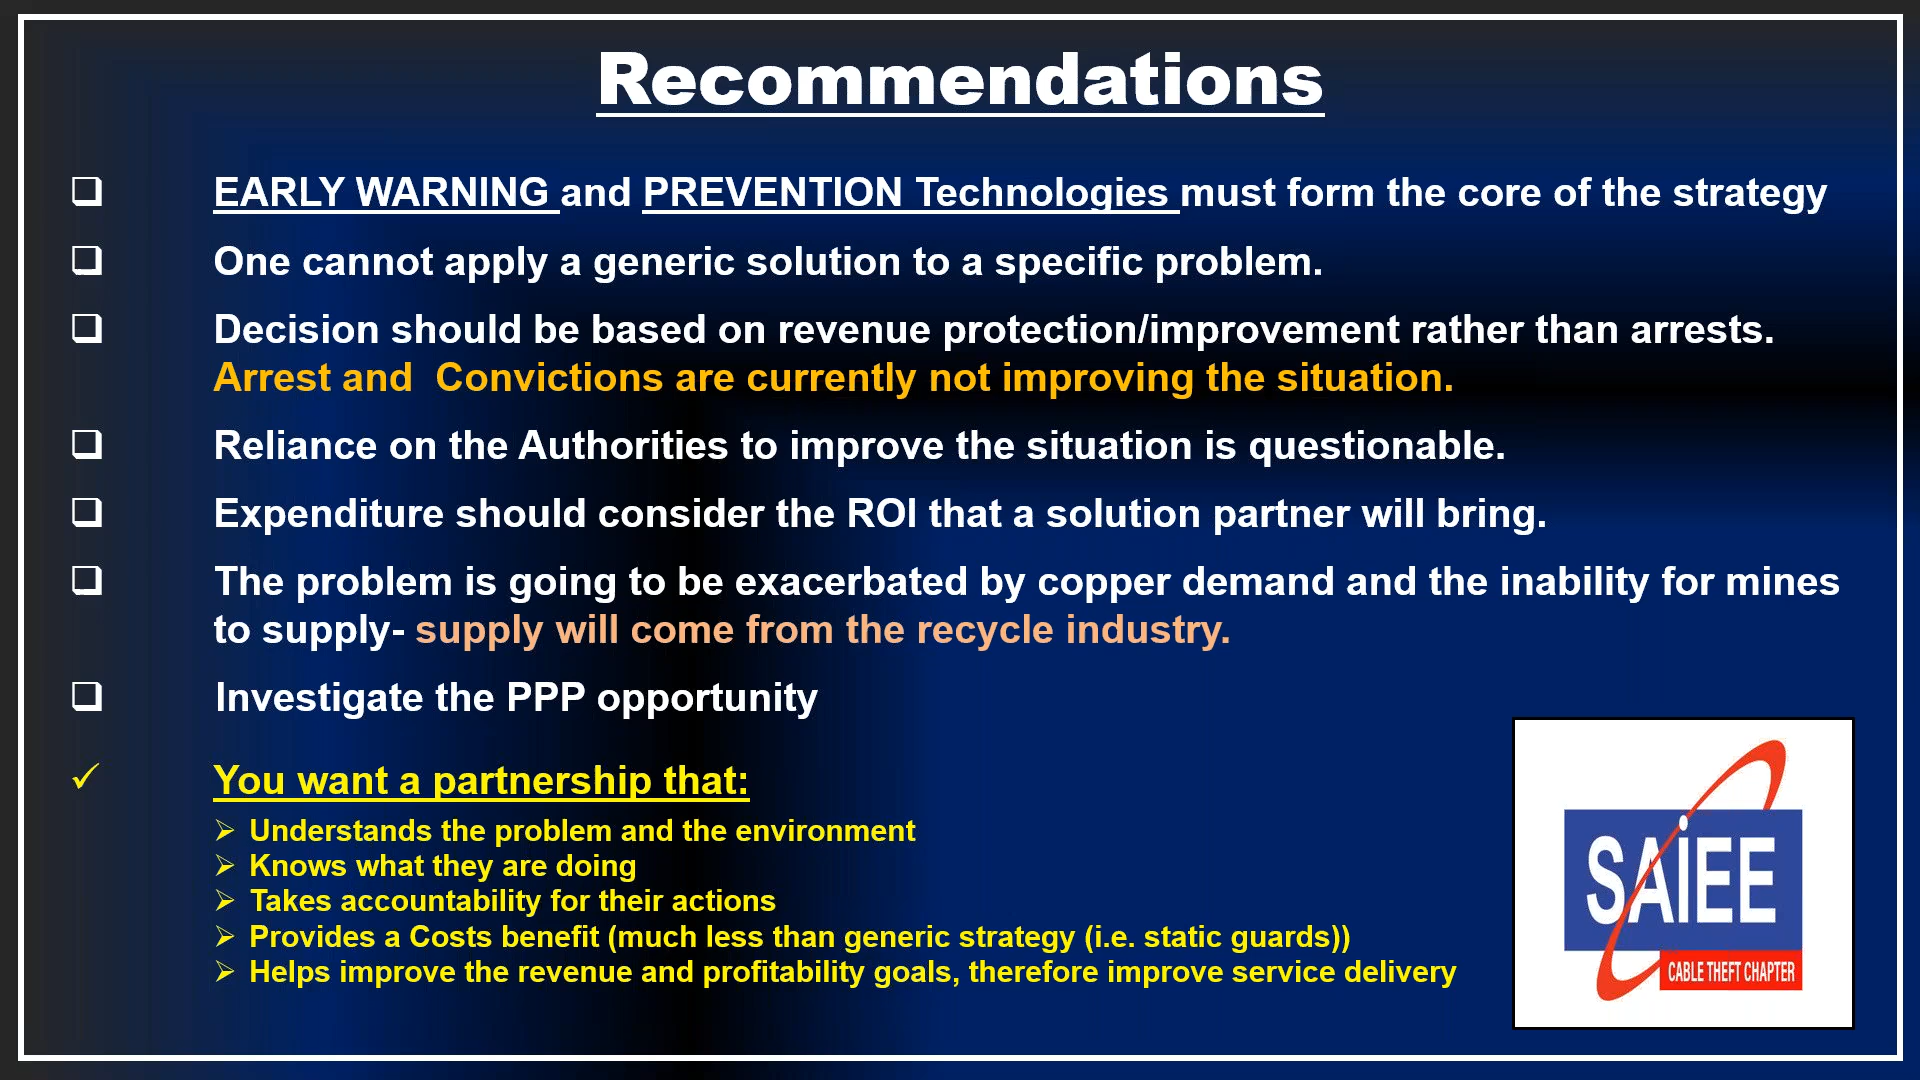 Recommendations
EARLY WARNING and PREVENTION Technologies must form the core of the strategy
One cannot apply a generic solution to a specific problem.
Decision should be based on revenue protection/improvement rather than arrests.
Arrest and  Convictions are currently not improving the situation.
Reliance on the Authorities to improve the situation is questionable.
Expenditure should consider the ROI that a solution partner will bring.
The problem is going to be exacerbated by copper demand and the inability for mines
to supply- supply will come from the recycle industry.
Investigate the PPP opportunity
You want a partnership that:
Understands the problem and the environment
Knows what they are doing
Takes accountability for their actions
Provides a Costs benefit (much less than generic strategy (i.e. static guards))
Helps improve the revenue and profitability goals, therefore improve service delivery
SAiEE
CABLE THEFT CHAPTER